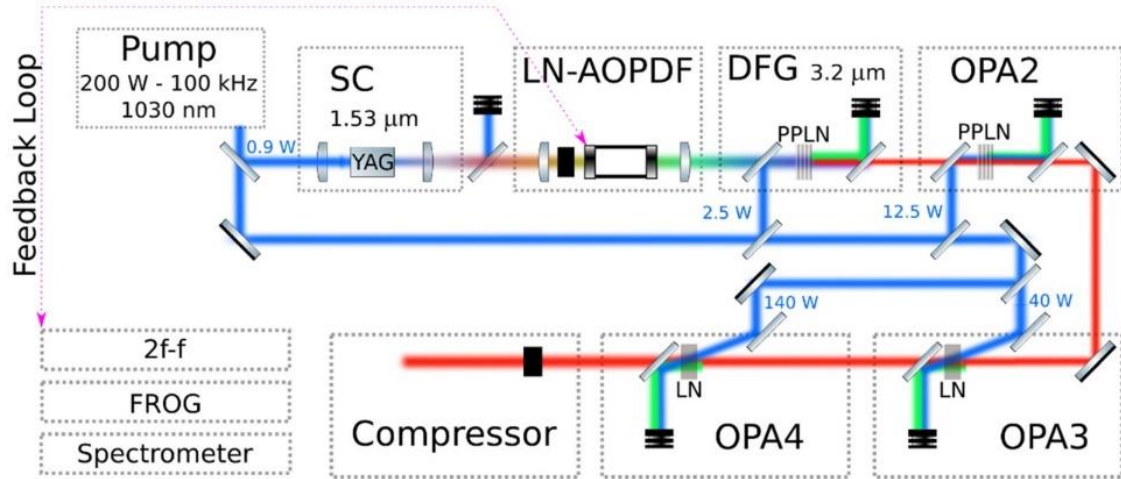 Feedback Loop
Pump
200 W - 100 kHz
1030 nm
0.9 W
SC
1.53 µm
YAG
LN-AOPDF
DFG 3.2 µm
PPLN
OPA2
PPLN
2.5 W
12.5 W
140 W
40 W
2f-f
FROG
Spectrometer
Compressor
LN
OPA4
LN
OPA3